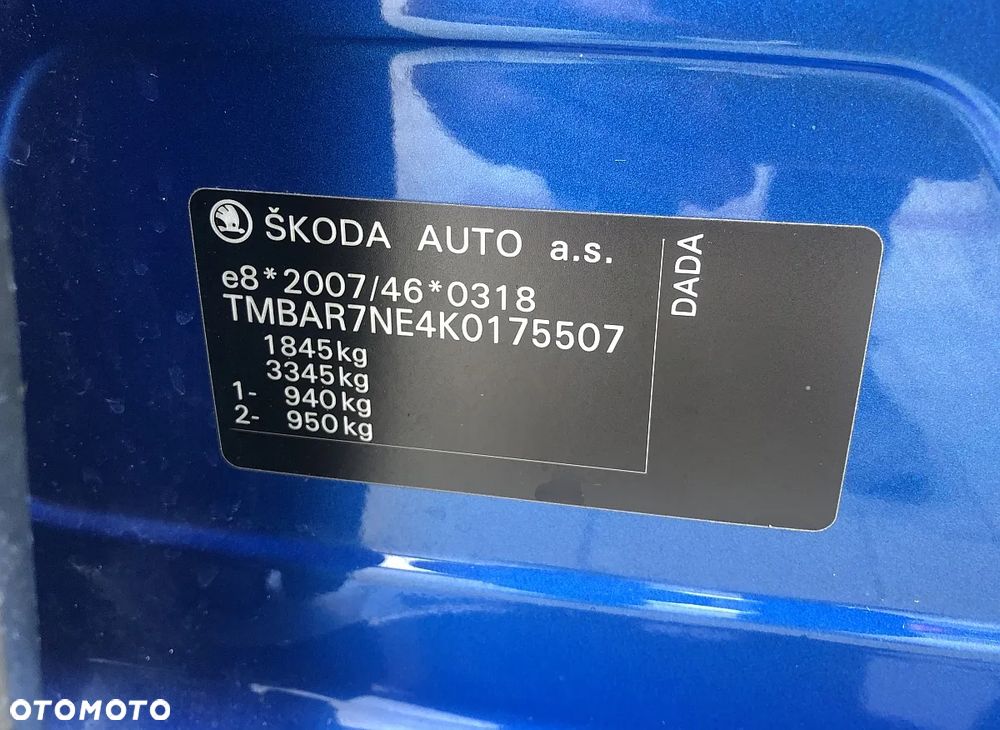 ŠKODA AUTO a.s.
e8*2007/46*0318
TMBAR7NE4K0175507
1845kg
3345kg
1- 940kg
2- 950kg
DADA
OTOMOTO